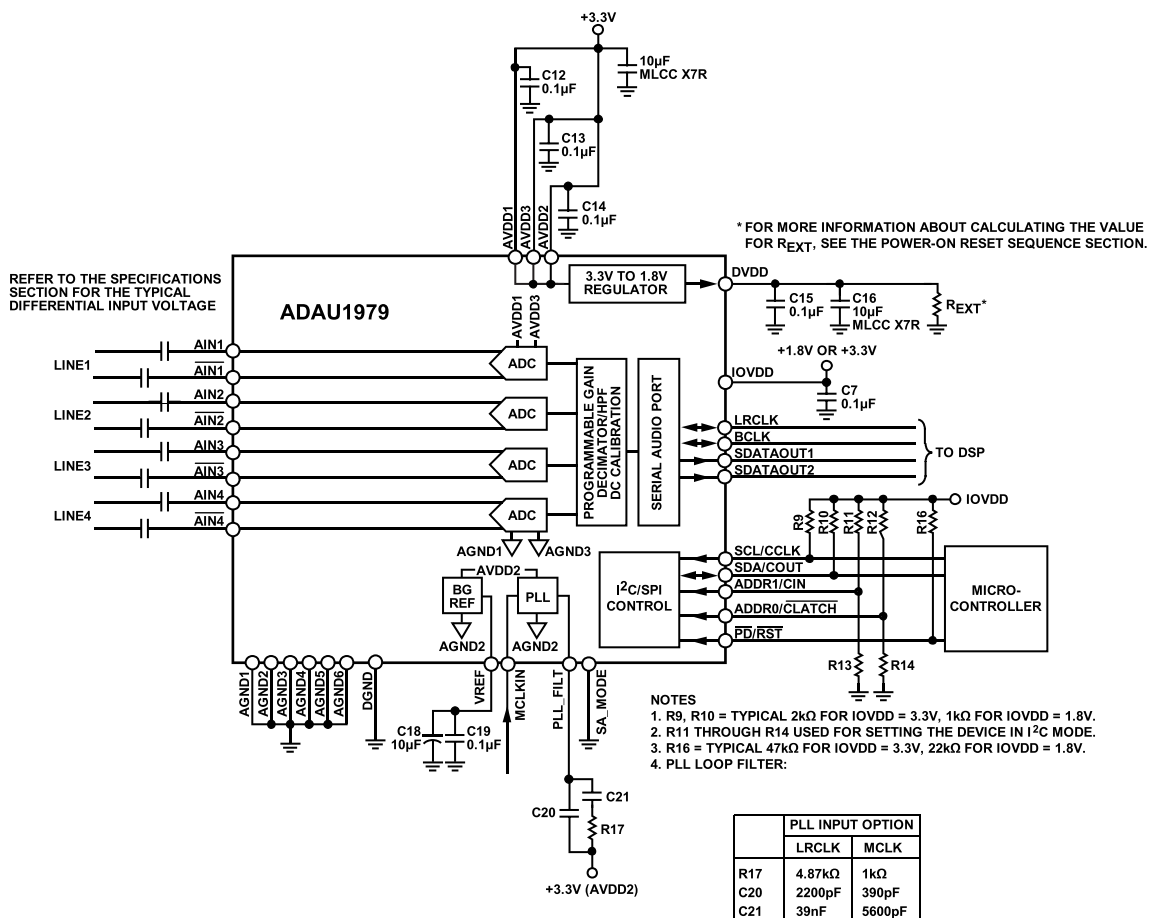 +3.3V
10µF
MLCC X7R
C12
0.1µF
C13
0.1µF
C14
0.1µF
AVDD1
AVDD3
AVDD2
* FOR MORE INFORMATION ABOUT CALCULATING THE VALUE
FOR REXT, SEE THE POWER-ON RESET SEQUENCE SECTION.
REFER TO THE SPECIFICATIONS
SECTION FOR THE TYPICAL
DIFFERENTIAL INPUT VOLTAGE
ADAU1979
3.3V TO 1.8V
REGULATOR
DVDD
C15
0.1µF
C16
10µF
MLCC X7R
REXT*
AVDD1
AVDD3
+1.8V OR +3.3V
IOVDD
C7
0.1µF
LINE1
AIN1
AIN1
LINE2
AIN2
AIN2
LINE3
AIN3
AIN3
LINE4
AIN4
AIN4
ADC
ADC
ADC
ADC
AGND1
AGND3
PROGRAMMABLE GAIN
DECIMATOR/HPF
DC CALIBRATION
SERIAL AUDIO PORT
LRCLK
BCLK
SDATAOUT1
SDATAOUT2
TO DSP
IOVDD
R9
R10
R11
R12
R16
AVDD2
BG
REF
PLL
AGND2
AGND2
I2C/SPI
CONTROL
SCL/CCLK
SDA/COUT
ADDR1/CIN
ADDR0/CLATCH
PD/RST
MICRO-
CONTROLLER
R13
R14
AGND1
AGND2
AGND3
AGND4
AGND5
AGND6
DGND
VREF
MCLKIN
PLL_FILT
SA_MODE
C18
10µF
C19
0.1µF
C20
C21
R17
+3.3V (AVDD2)
NOTES
1. R9, R10 = TYPICAL 2kΩ FOR IOVDD = 3.3V, 1kΩ FOR IOVDD = 1.8V.
2. R11 THROUGH R14 USED FOR SETTING THE DEVICE IN I2C MODE.
3. R16 = TYPICAL 47kΩ FOR IOVDD = 3.3V, 22kΩ FOR IOVDD = 1.8V.
4. PLL LOOP FILTER:
PLL INPUT OPTION
LRCLK MCLK
R17 4.87kΩ 1kΩ
C20 2200pF 390pF
C21 39nF 5600pF